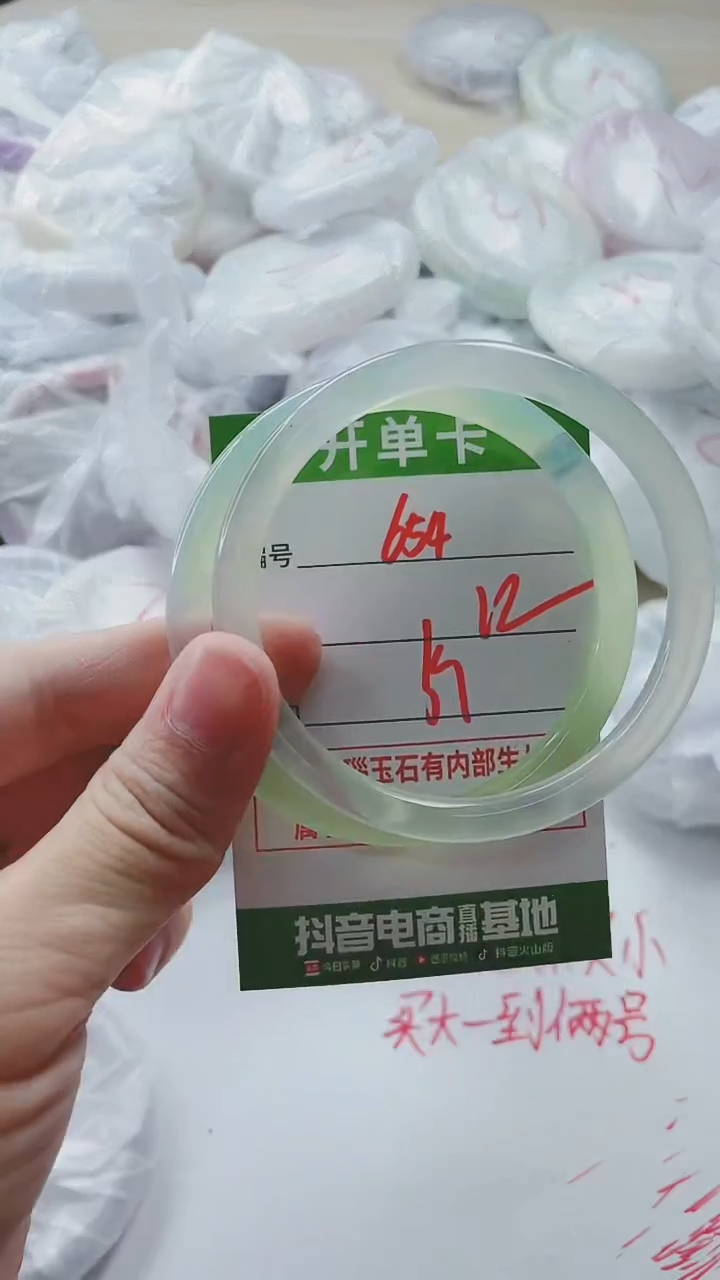 开单卡
号 654
12
玉石有内部生
抖音电商直播基地
今日头条 抖音 西瓜视频 抖音火山版
小
买大一到俩号